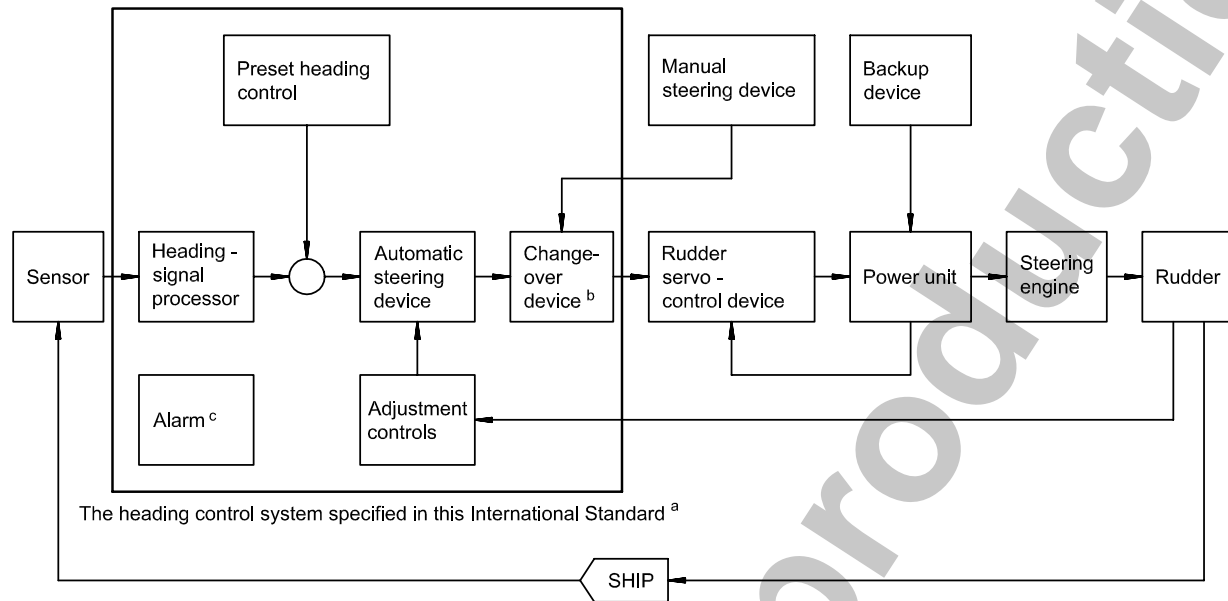 Preset heading
control
Manual
steering device
Backup
device
Sensor
Heading -
signal
processor
Automatic
steering
device
Change-
over
device b
Rudder
servo -
control device
Power unit
Steering
engine
Rudder
Alarm c
Adjustment
controls
The heading control system specified in this International Standard a
SHIP